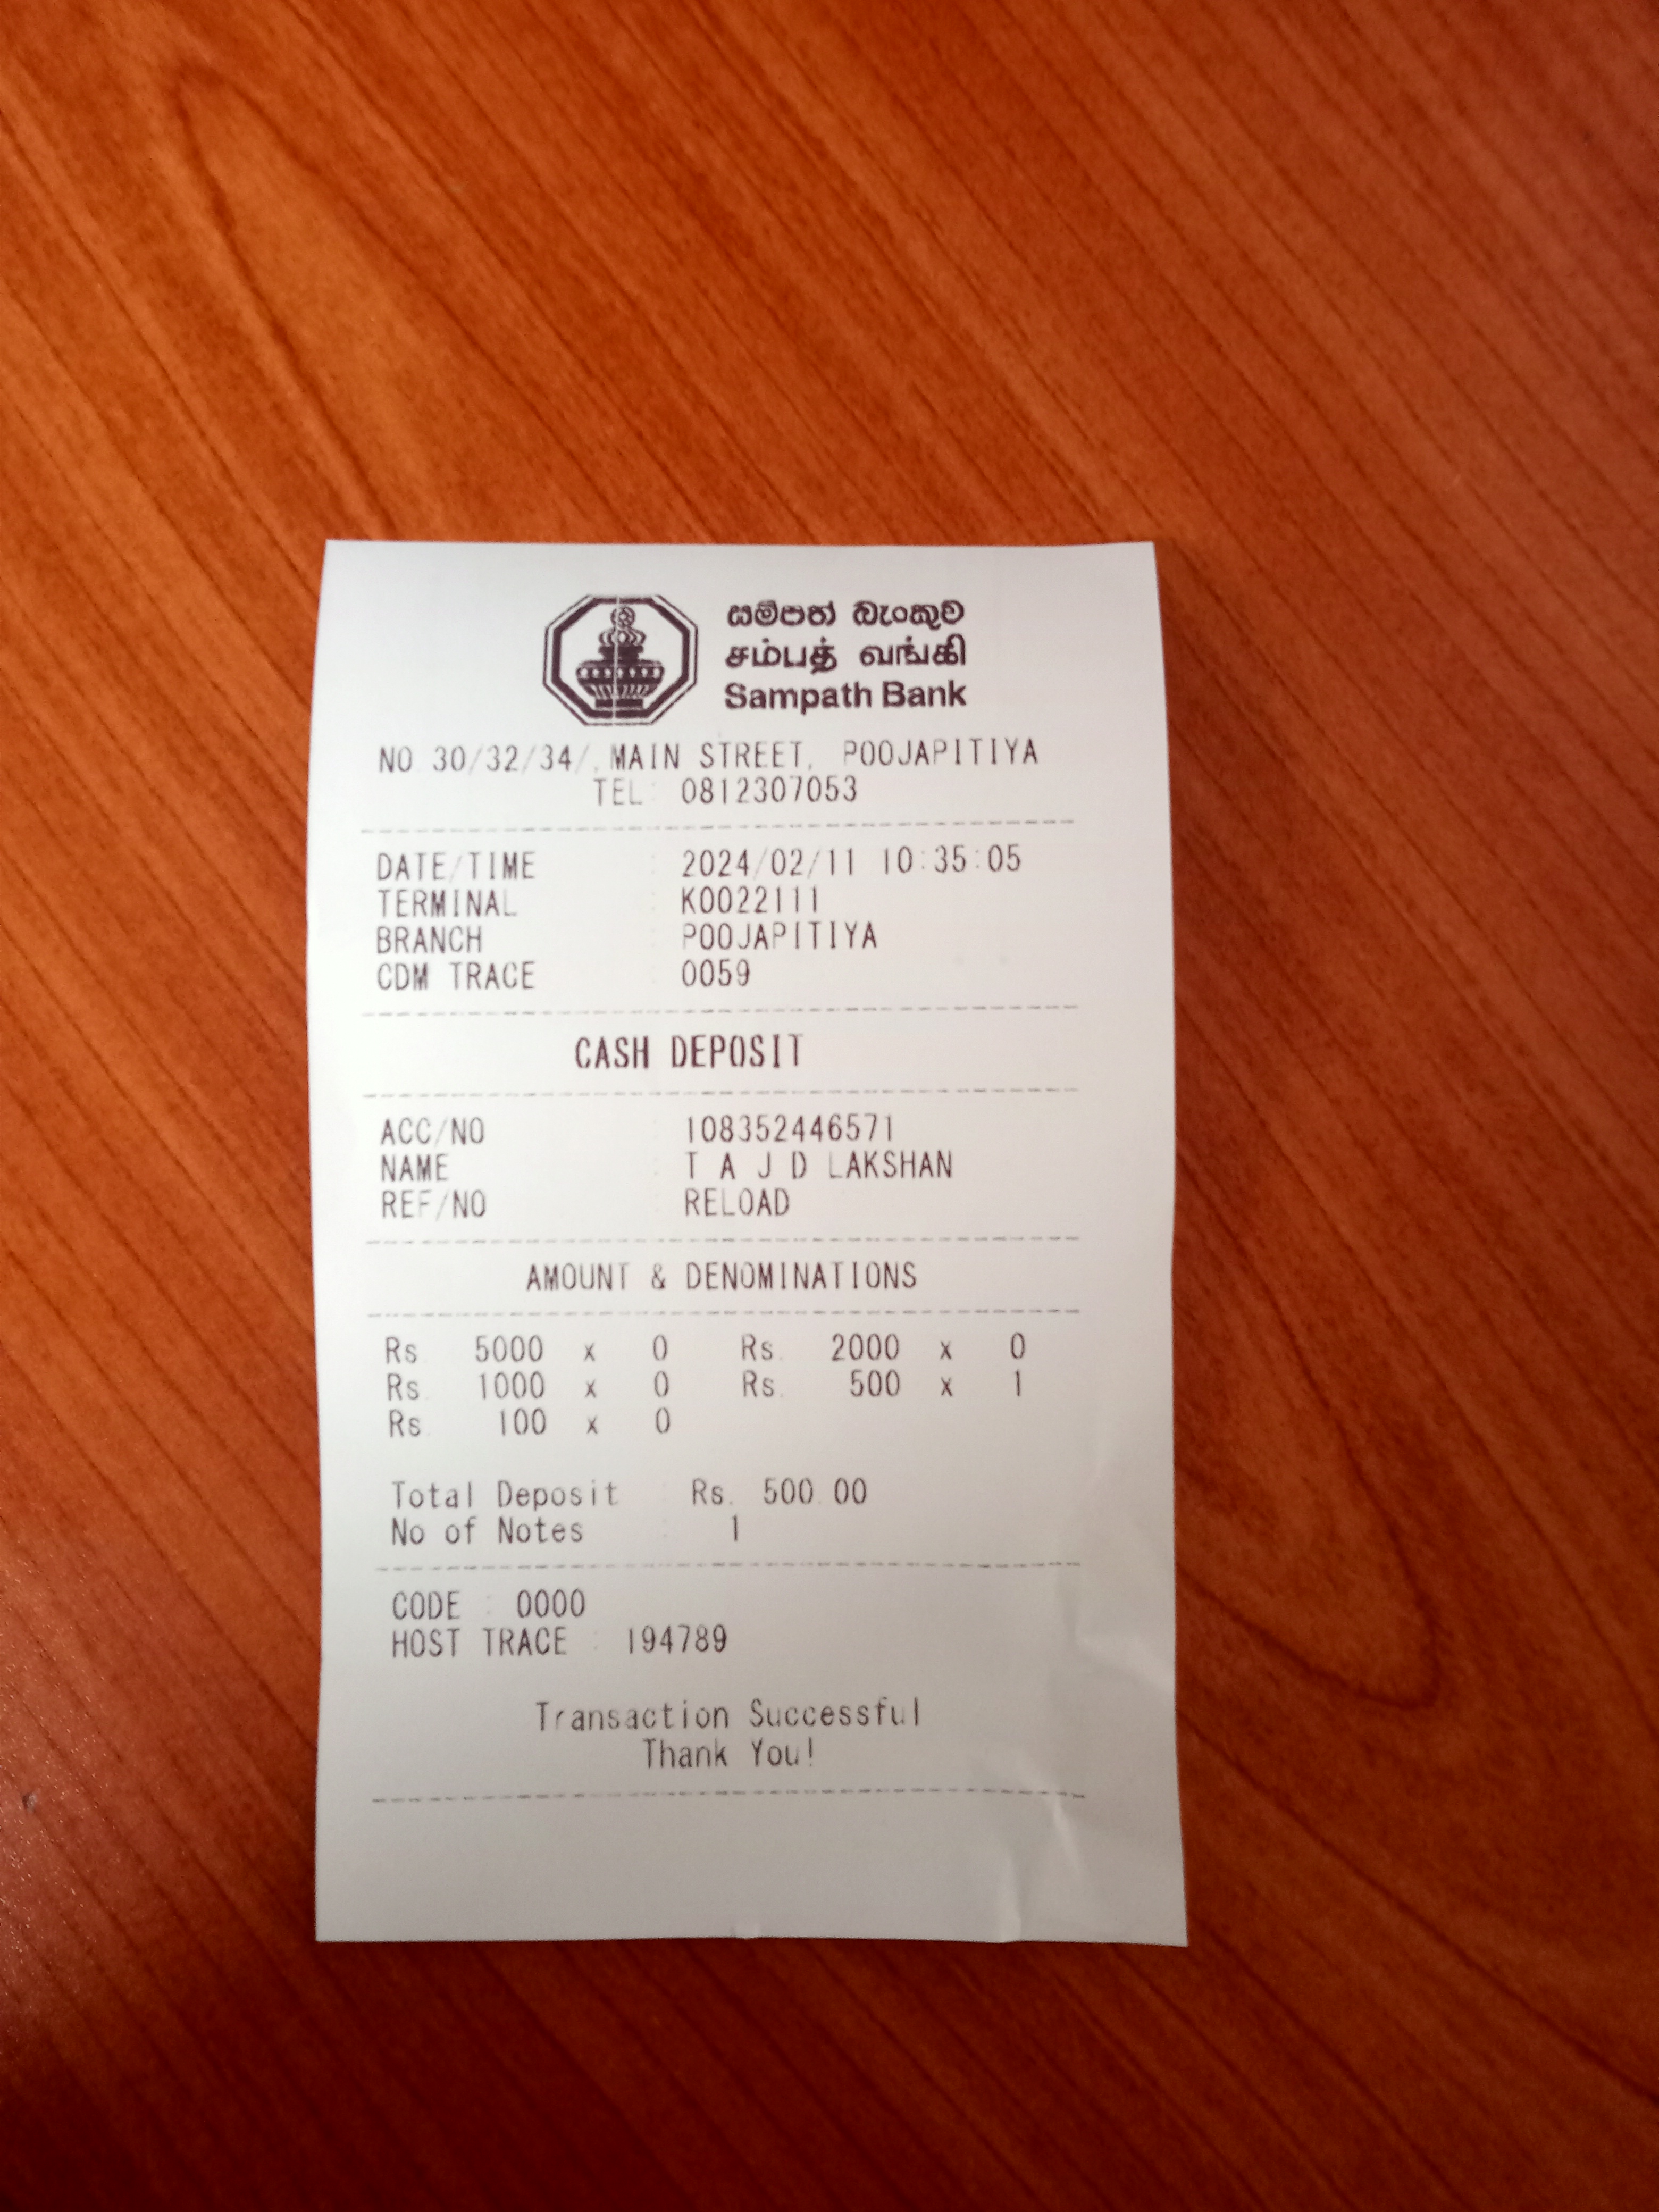 සම්පත් බැංකුව
சம்பத் வங்கி
Sampath Bank
NO 30/32/34/, MAIN STREET, POOJAPITIYA
TEL: 0812307053
DATE/TIME : 2024/02/11 10:35:05
TERMINAL : K0022111
BRANCH : POOJAPITIYA
CDM TRACE : 0059
CASH DEPOSIT
ACC/NO : 108352446571
NAME : T A J D LAKSHAN
REF/NO : RELOAD
AMOUNT & DENOMINATIONS
Rs 5000 x 0 Rs. 2000 x 0
Rs. 1000 x 0 Rs. 500 x 1
Rs. 100 x 0
Total Deposit : Rs. 500.00
No of Notes : 1
CODE : 0000
HOST TRACE : 194789
Transaction Successful
Thank You!